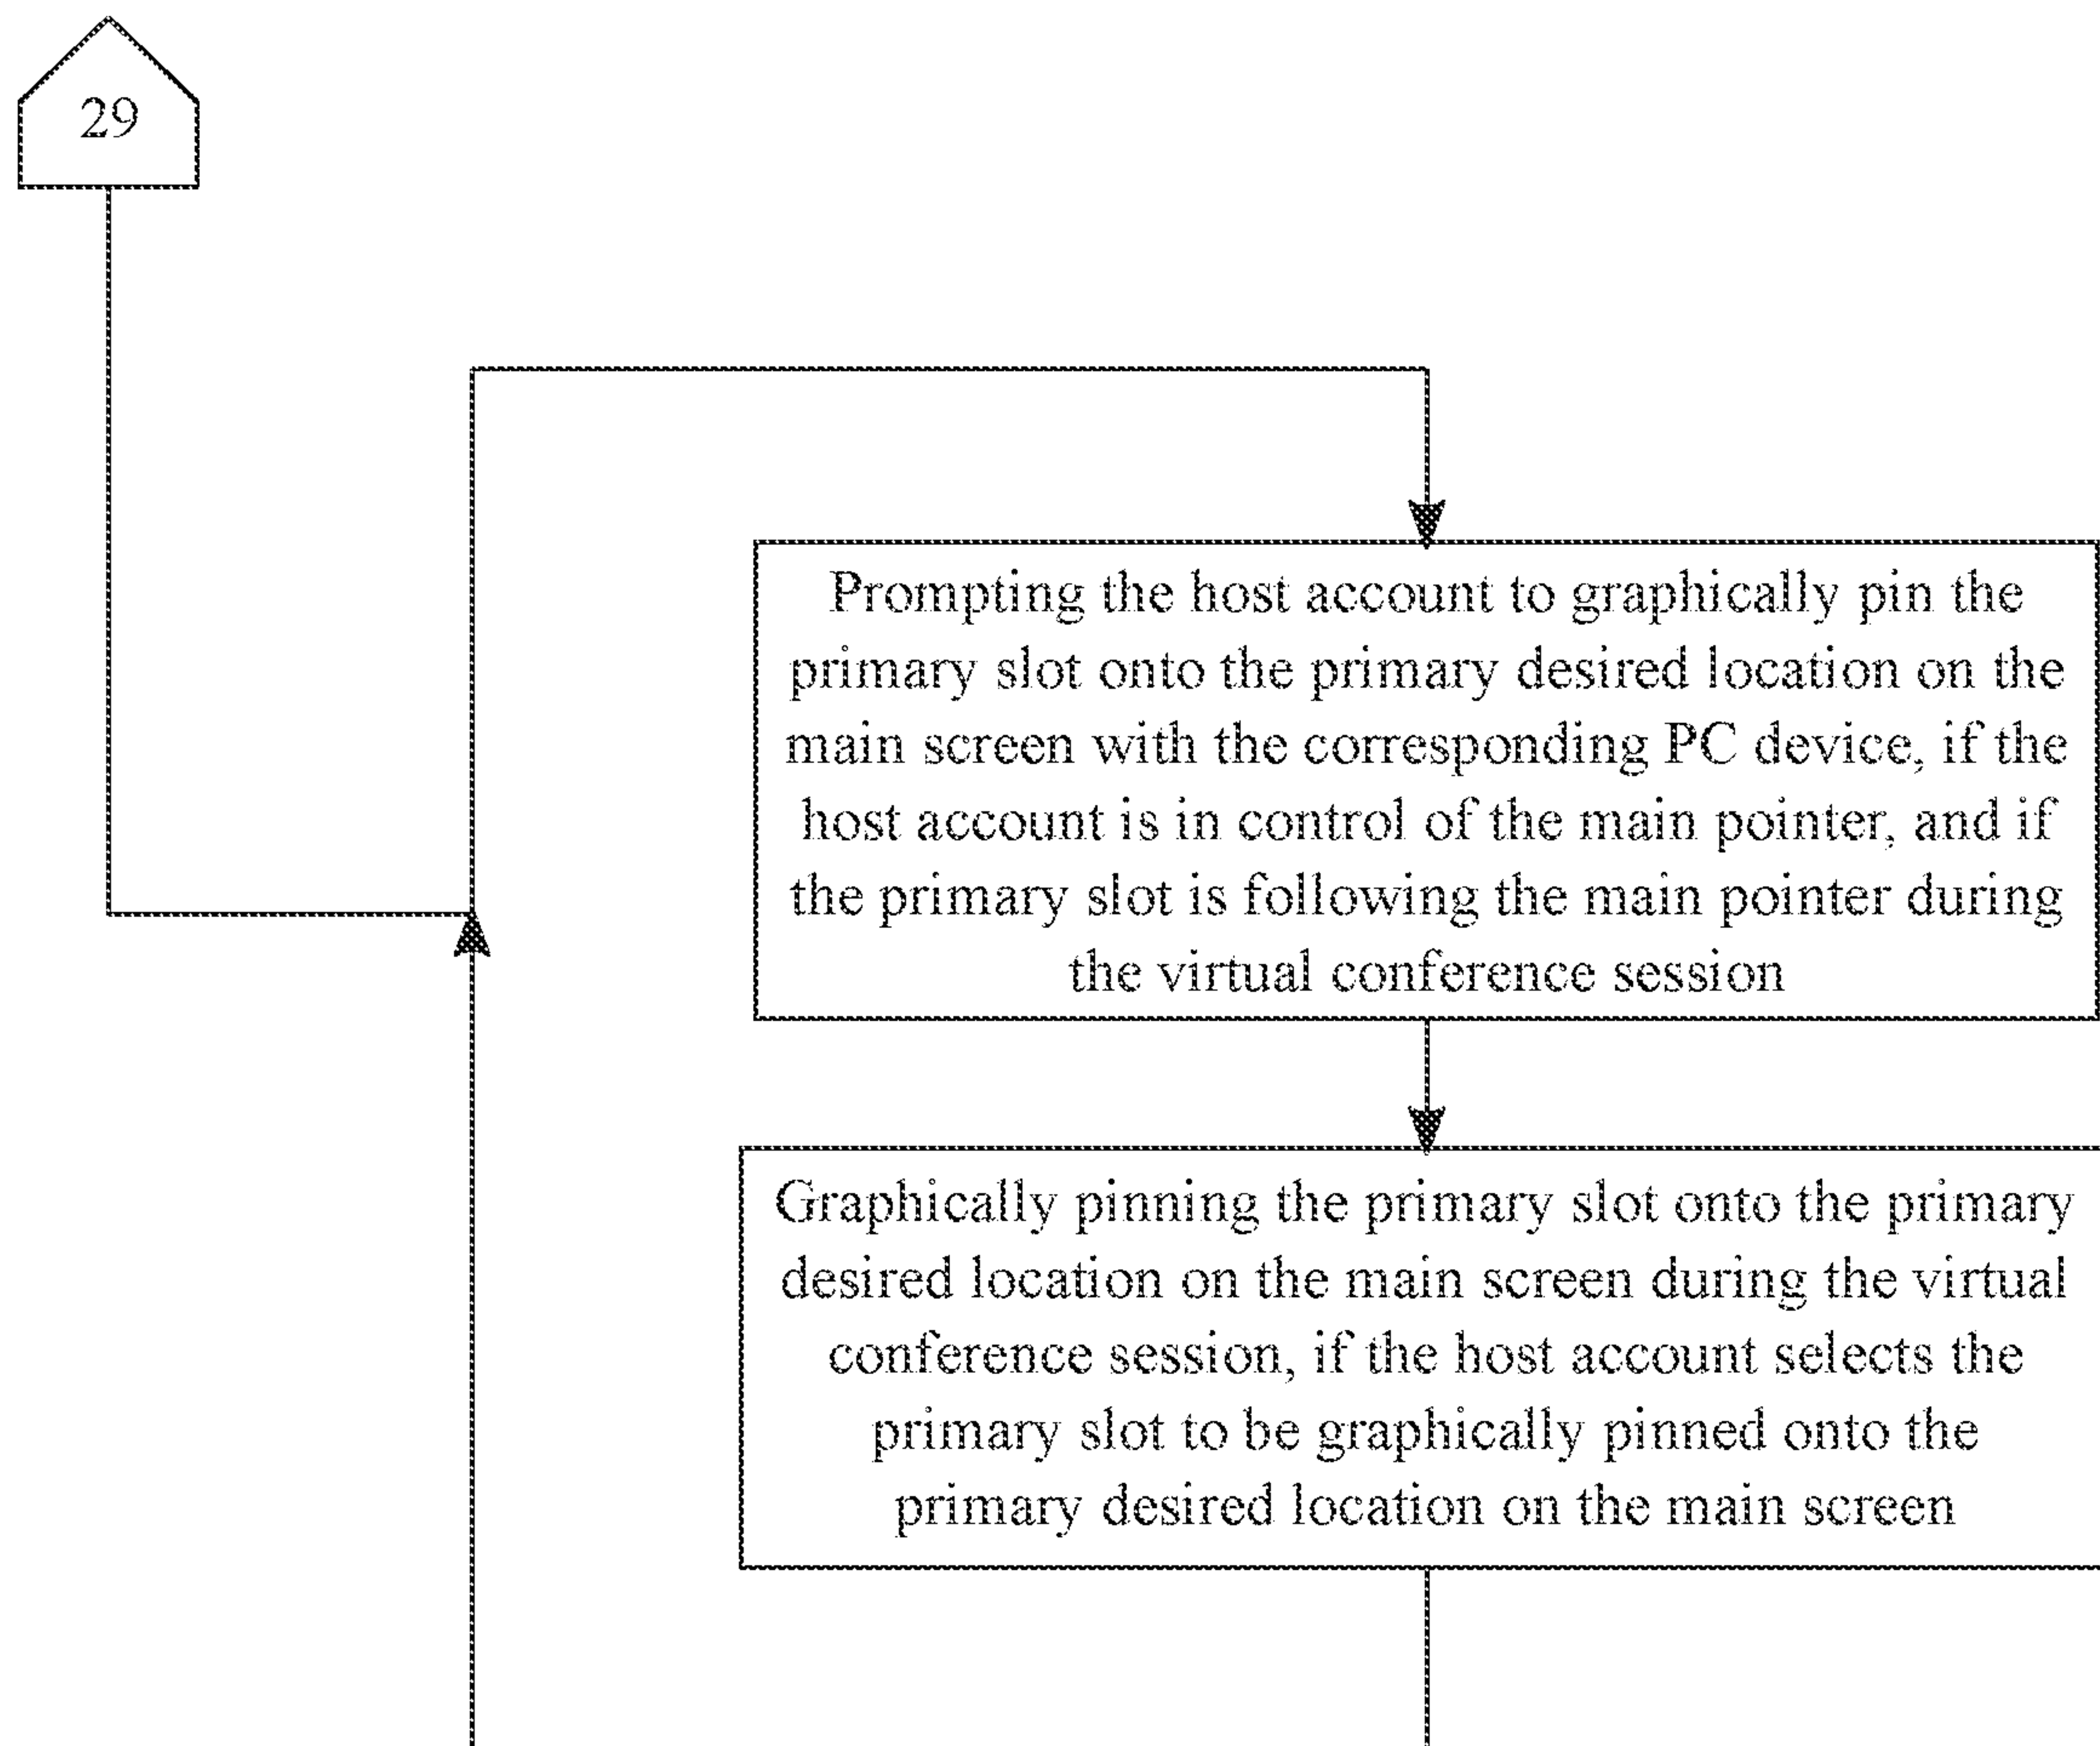 29
Prompting the host account to graphically pin the
primary slot onto the primary desired location on the
main screen with the corresponding PC device, if the
host account is in control of the main pointer, and if
the primary slot is following the main pointer during
the virtual conference session
Graphically pinning the primary slot onto the primary
desired location on the main screen during the virtual
conference session, if the host account selects the
primary slot to be graphically pinned onto the
primary desired location on the main screen